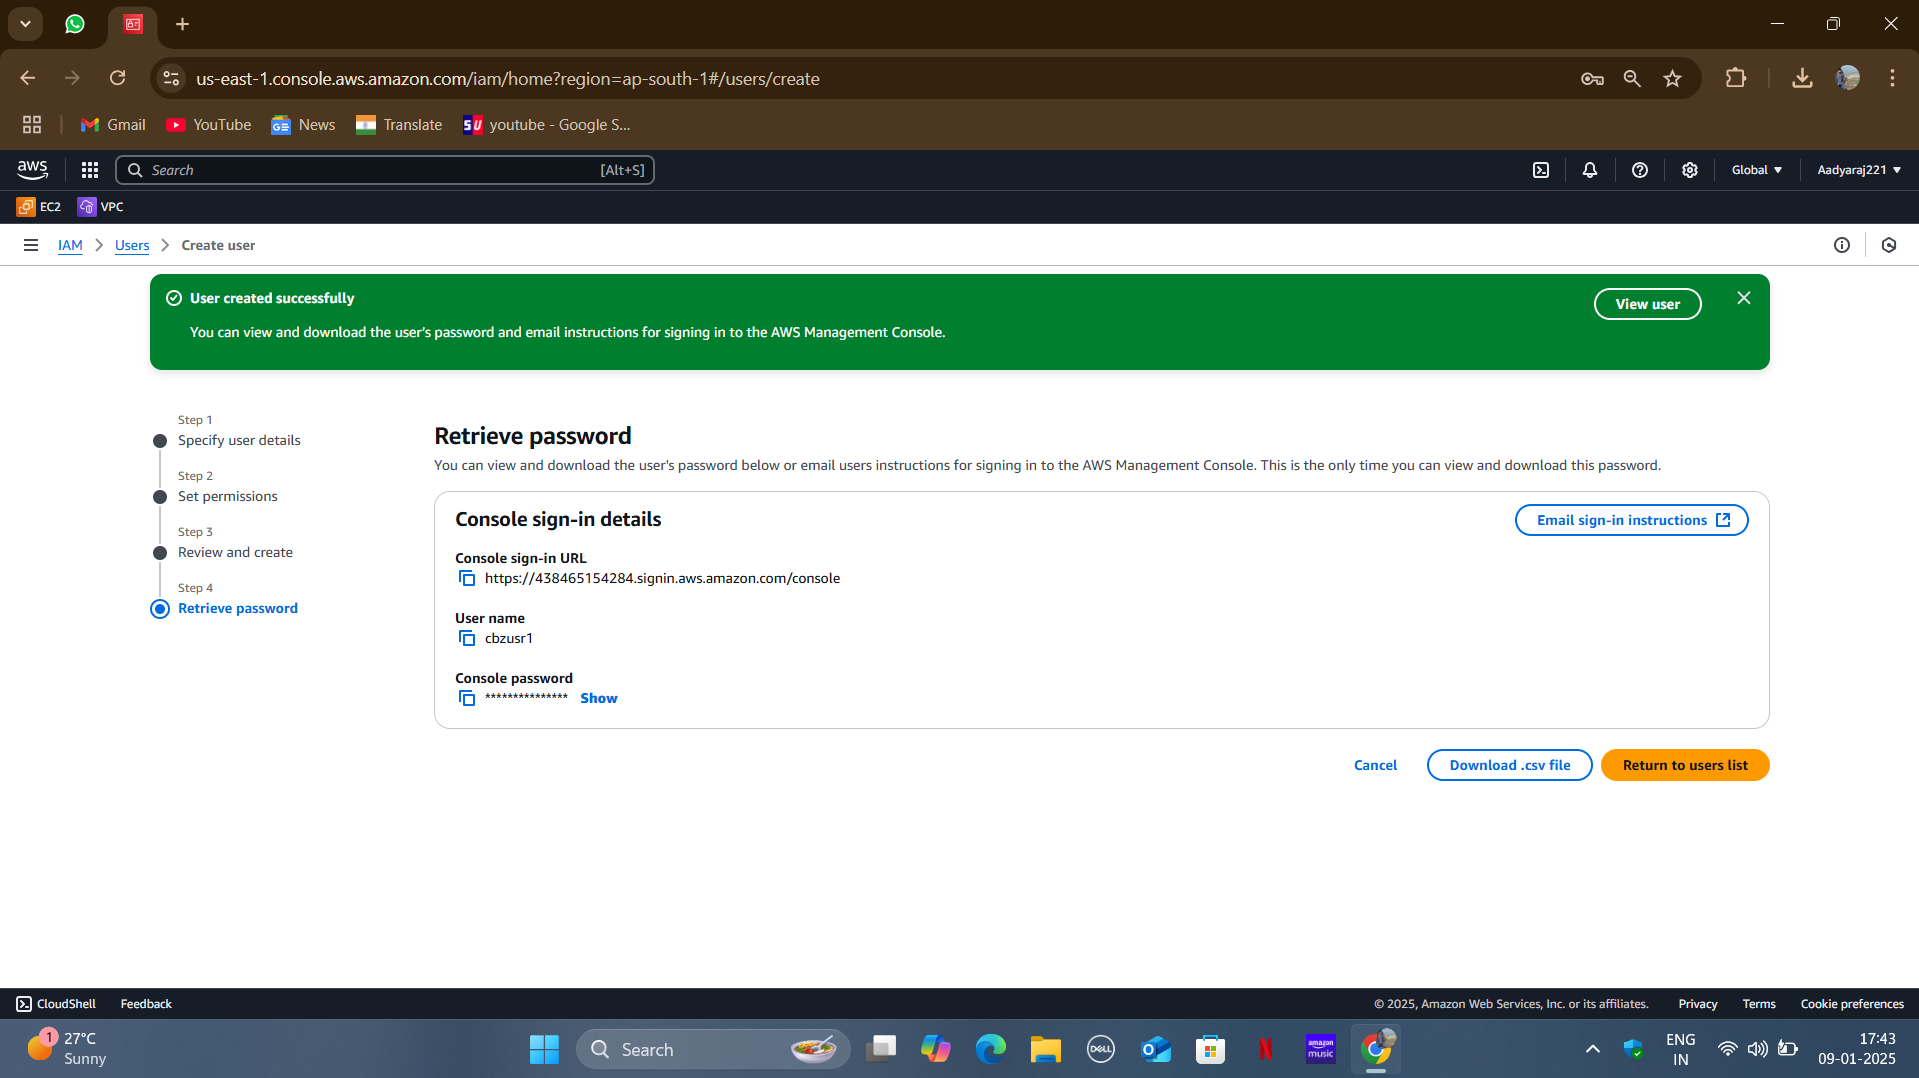 us-east-1.console.aws.amazon.com/iam/home?region=ap-south-1#/users/create
Gmail
YouTube
News
Translate
SU
youtube - Google S...
aws
Search
[Alt+S]
Global
Aadyaraj221
EC2
VPC
IAM
Users
Create user
User created successfully
View user
You can view and download the user's password and email instructions for signing in to the AWS Management Console.
Step 1
Specify user details
Step 2
Set permissions
Step 3
Review and create
Step 4
Retrieve password
Retrieve password
You can view and download the user's password below or email users instructions for signing in to the AWS Management Console. This is the only time you can view and download this password.
Console sign-in details
Email sign-in instructions
Console sign-in URL
https://438465154284.signin.aws.amazon.com/console
User name
cbzusr1
Console password
*************** Show
Cancel
Download .csv file
Return to users list
CloudShell
Feedback
© 2025, Amazon Web Services, Inc. or its affiliates.
Privacy
Terms
Cookie preferences
1
27°C
Sunny
Search
DELL
amazon
music
ENG
IN
17:43
09-01-2025